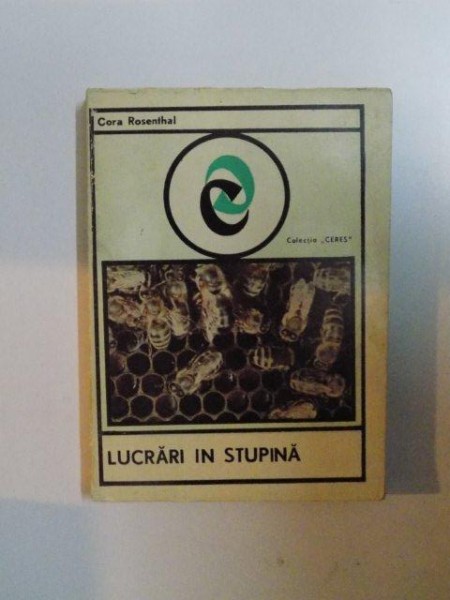 Cora Rosenthal
Colecția „CERES"
LUCRĂRI IN STUPINĂ